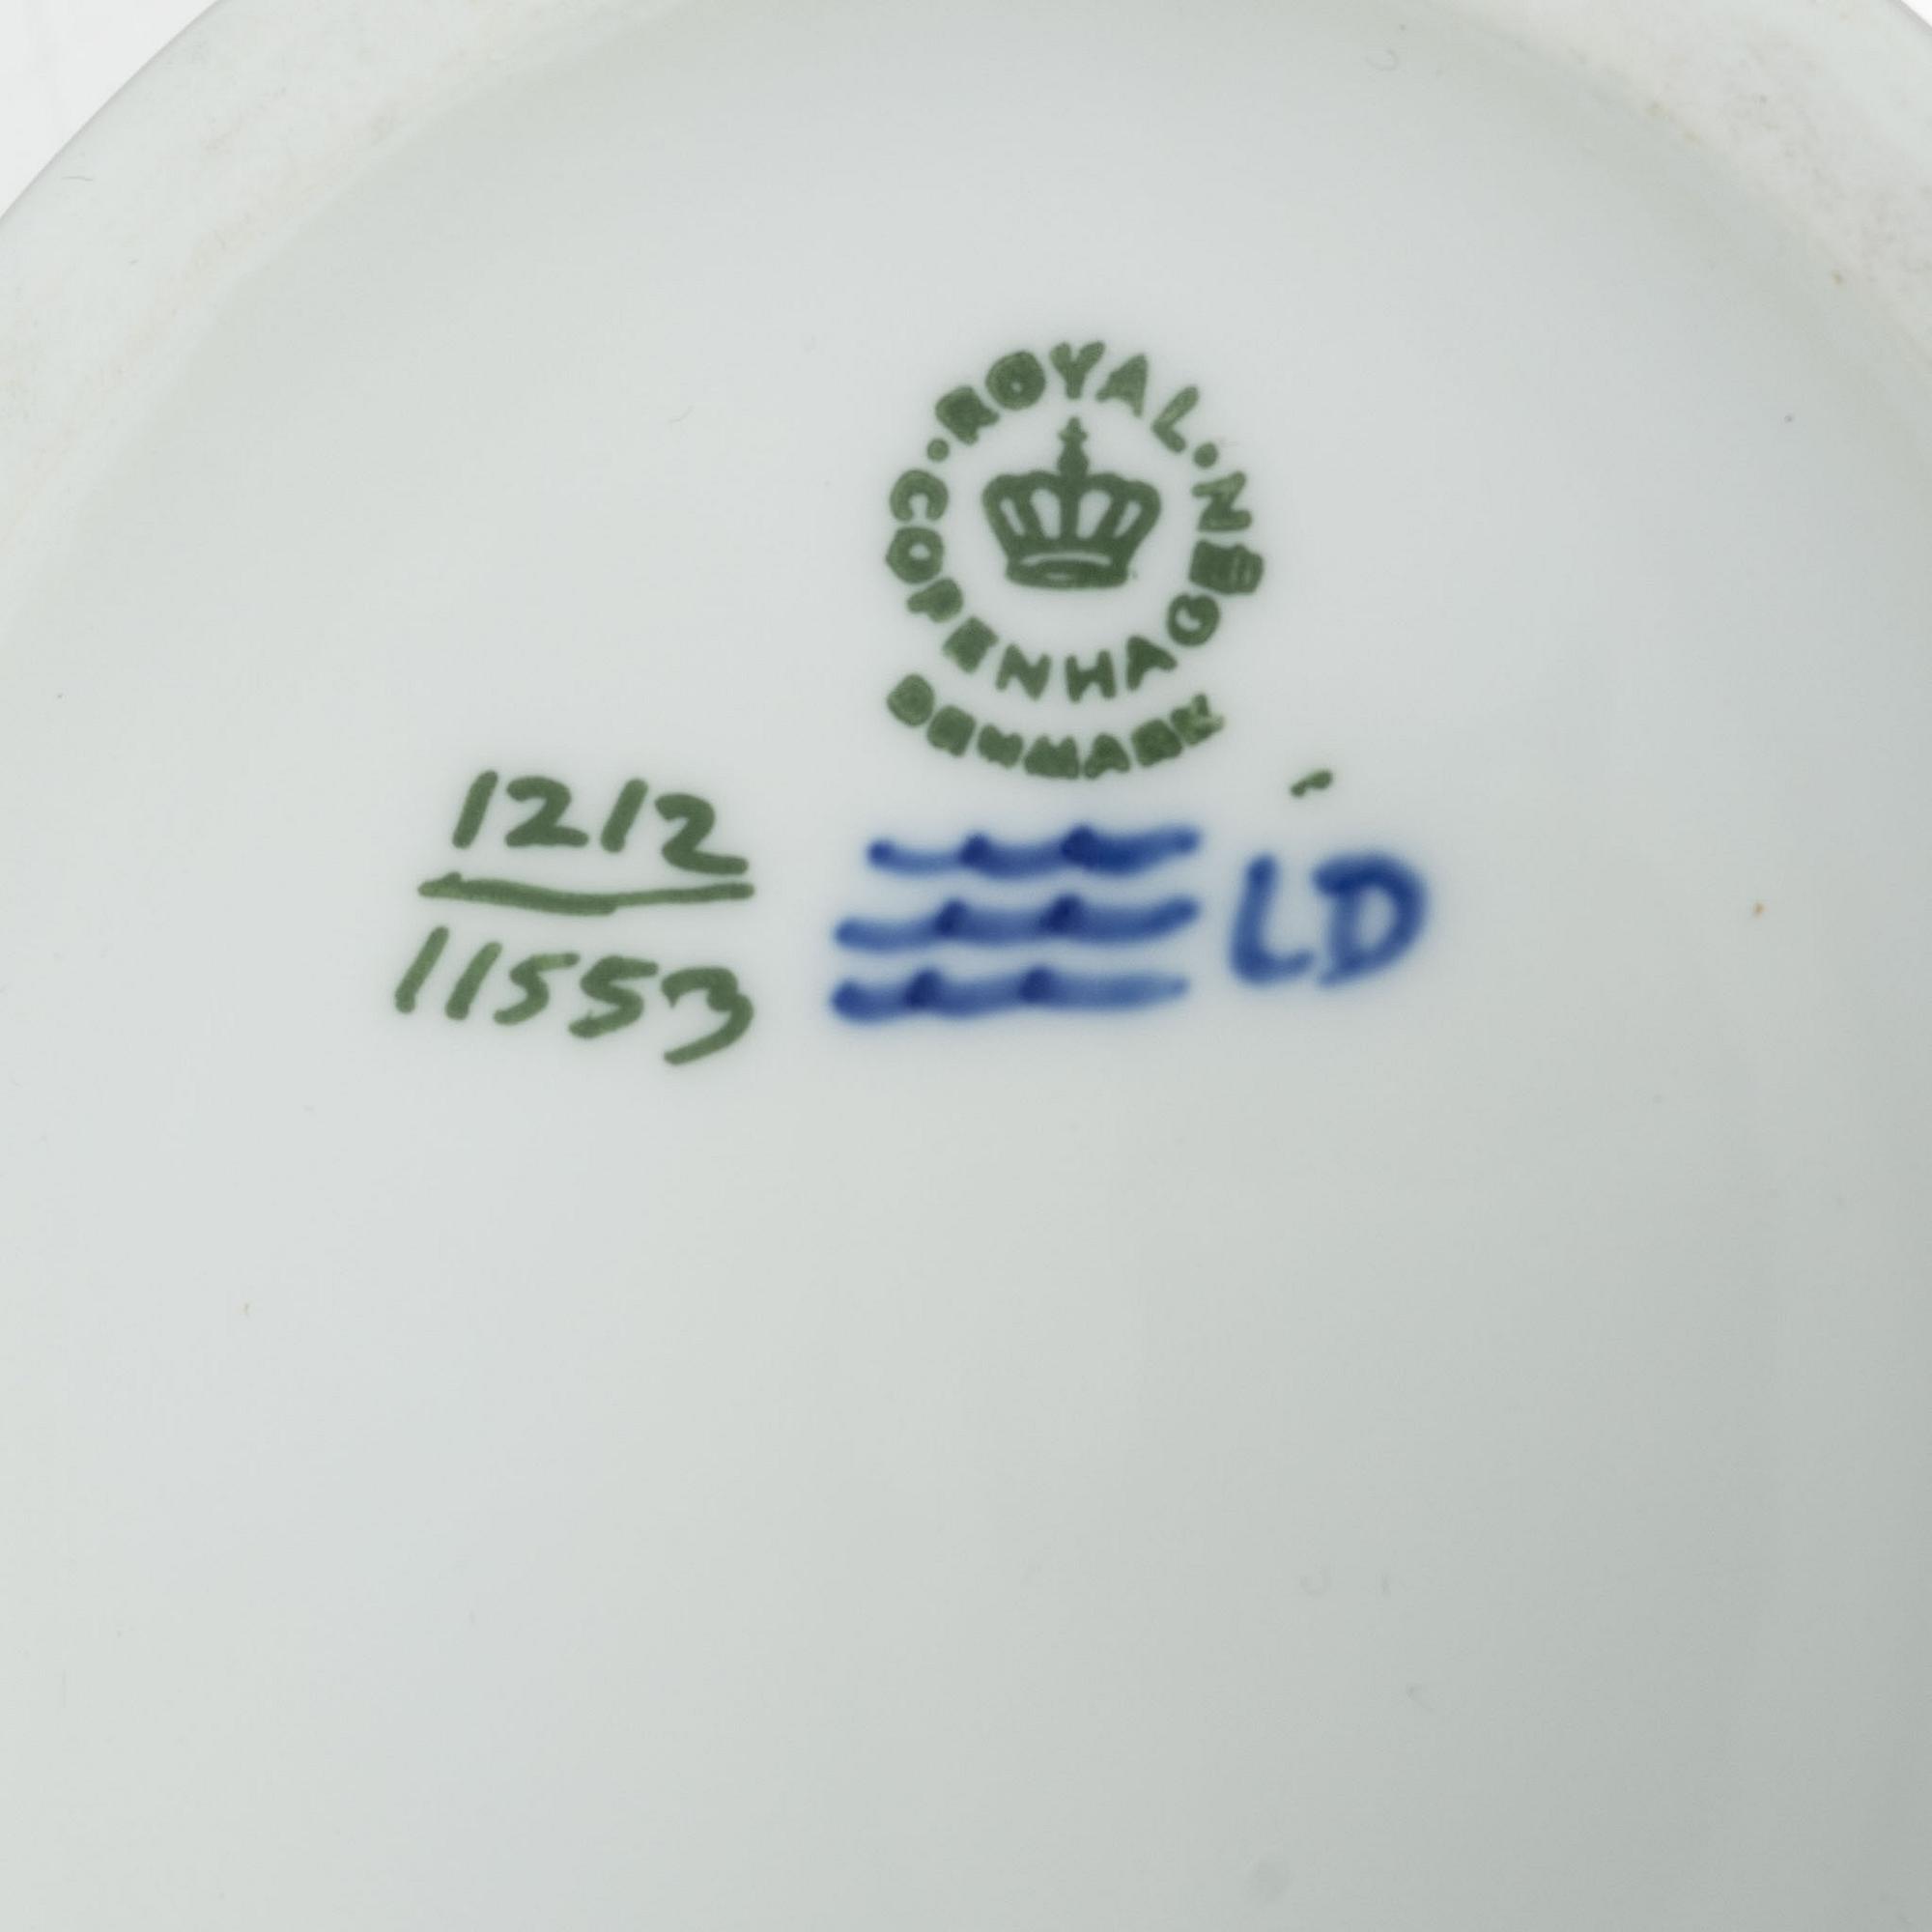 ROYAL
COPENHAGEN
DENMARK
1212
11553
LD